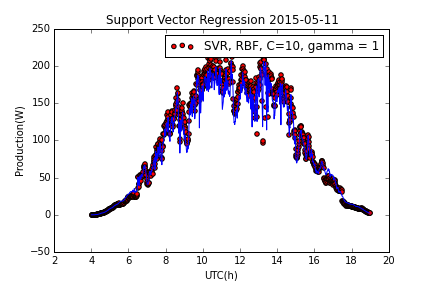 Support Vector Regression 2015-05-11
SVR, RBF, C=10, gamma = 1
Production(W)
250
200
150
100
50
0
−50
2 4 6 8 10 12 14 16 18 20
UTC(h)